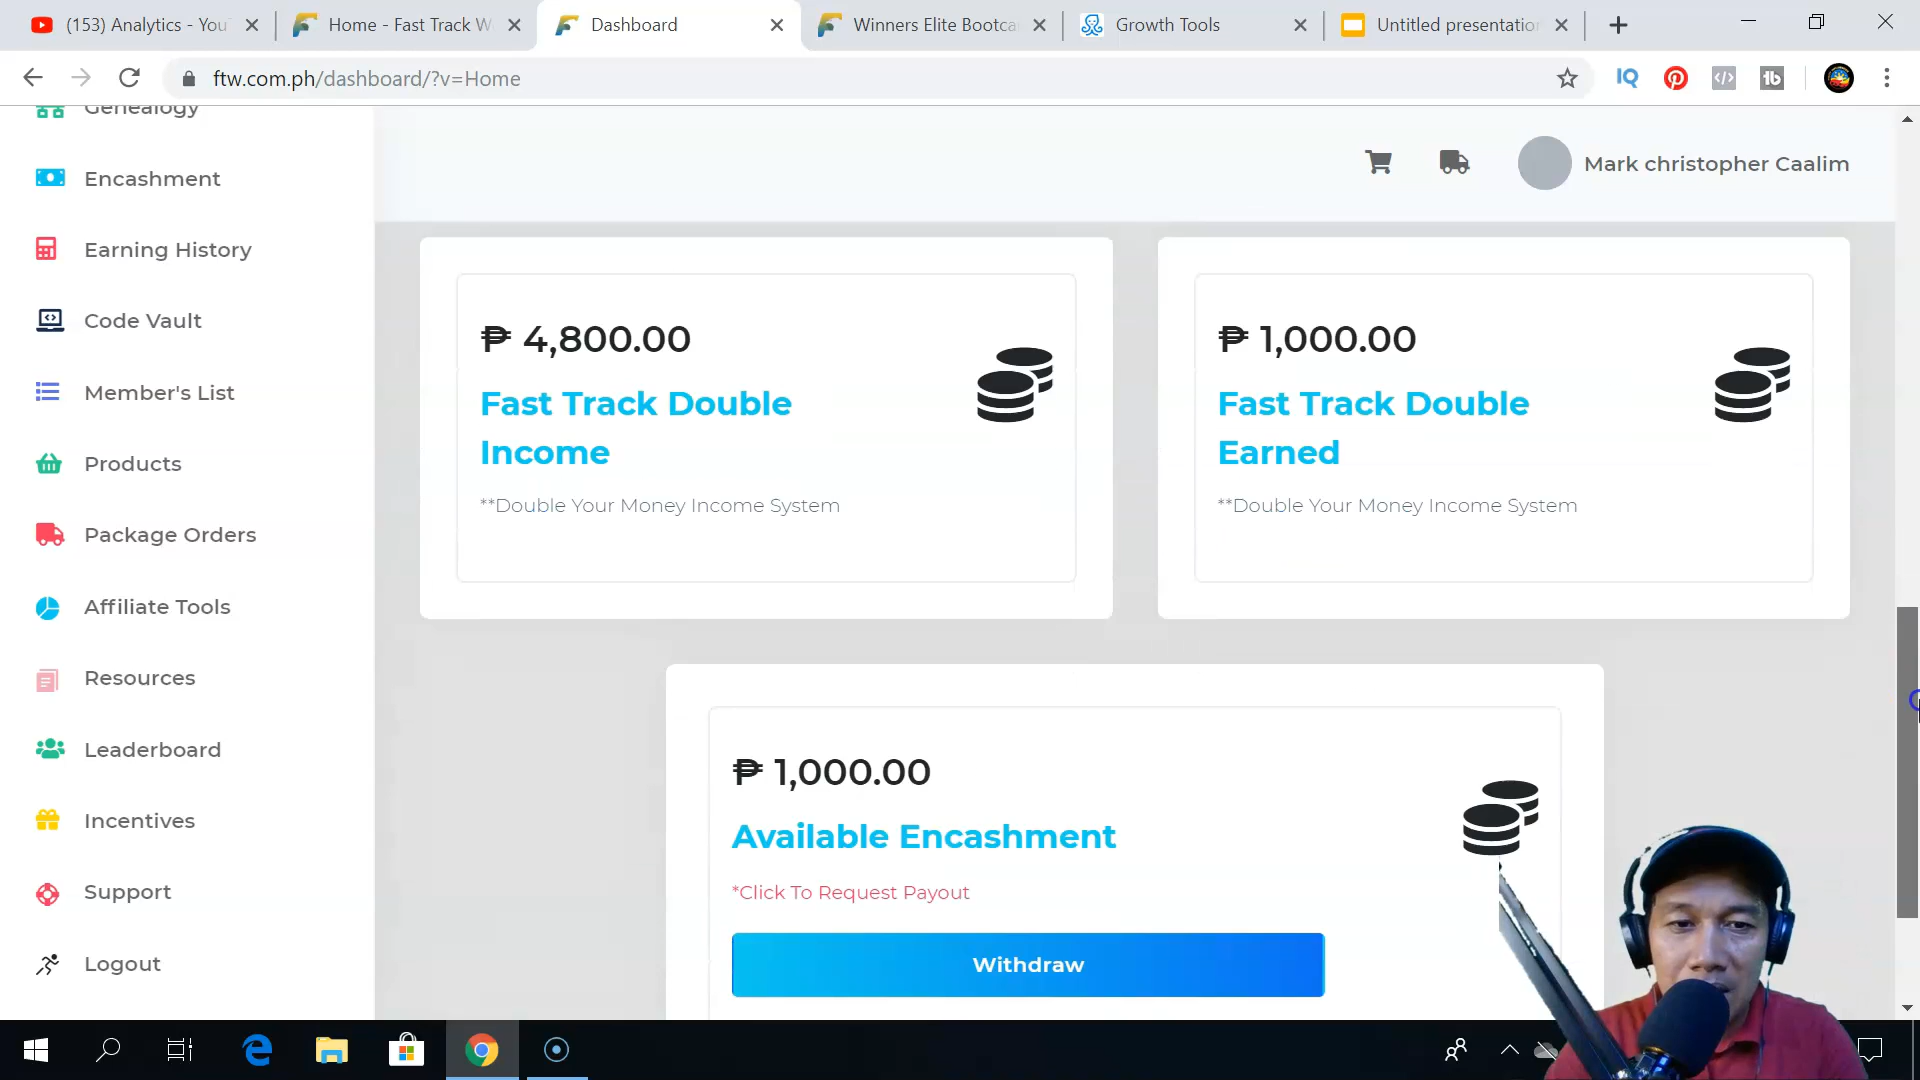 (153) Analytics - You
Home - Fast Track W
Dashboard
Winners Elite Bootca
Growth Tools
Untitled presentation
ftw.com.ph/dashboard/?v=Home
IQ
tb
Genealogy
Encashment
Earning History
Code Vault
Member's List
Products
Package Orders
Affiliate Tools
Resources
Leaderboard
Incentives
Support
Logout
Mark christopher Caalim
₱ 4,800.00
Fast Track Double
Income
**Double Your Money Income System
₱ 1,000.00
Fast Track Double
Earned
**Double Your Money Income System
₱ 1,000.00
Available Encashment
*Click To Request Payout
Withdraw